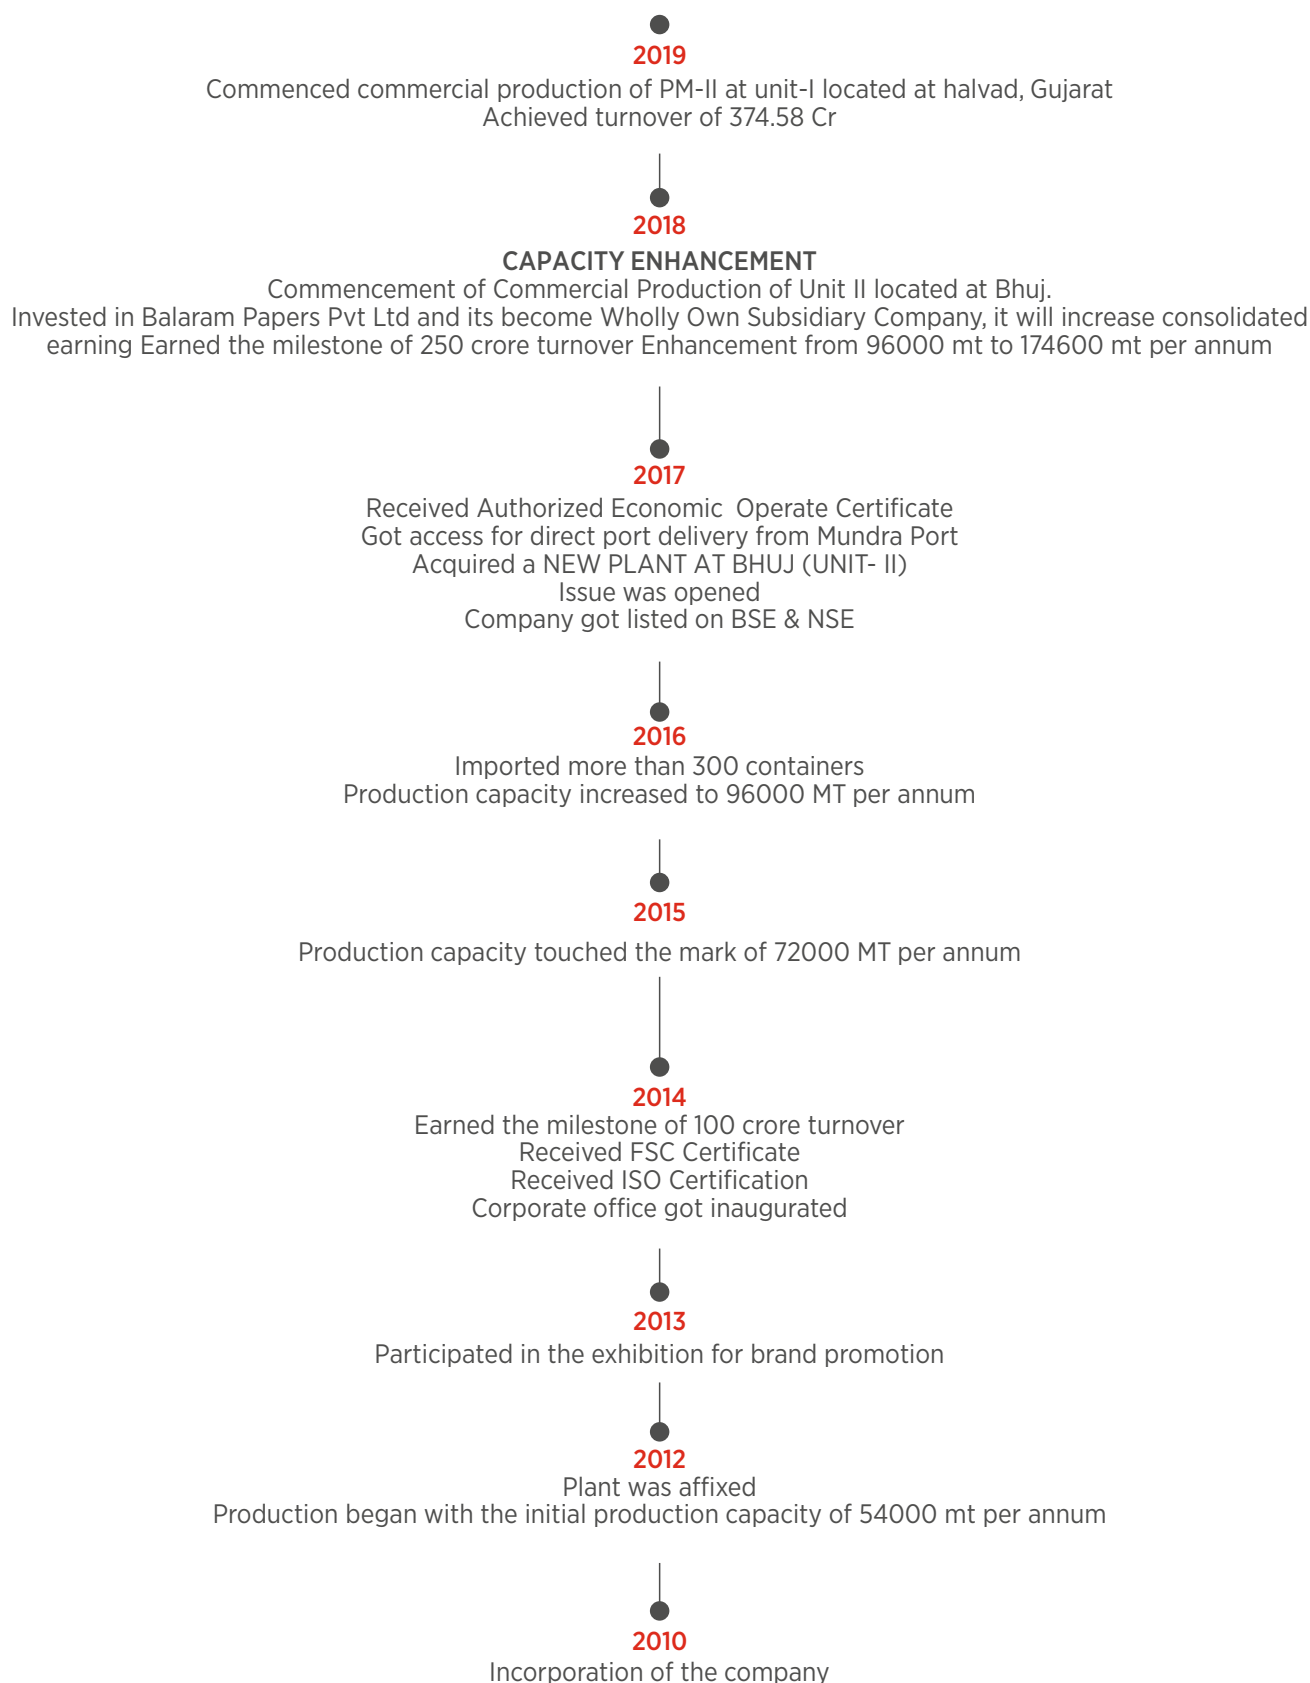 2019
Commenced commercial production of PM-II at unit-I located at halvad, Gujarat
Achieved turnover of 374.58 Cr
2018
CAPACITY ENHANCEMENT
Commencement of Commercial Production of Unit II located at Bhuj.
Invested in Balaram Papers Pvt Ltd and its become Wholly Own Subsidiary Company, it will increase consolidated
earning Earned the milestone of 250 crore turnover Enhancement from 96000 mt to 174600 mt per annum
2017
Received Authorized Economic Operate Certificate
Got access for direct port delivery from Mundra Port
Acquired a NEW PLANT AT BHUJ (UNIT- II)
Issue was opened
Company got listed on BSE & NSE
2016
Imported more than 300 containers
Production capacity increased to 96000 MT per annum
2015
Production capacity touched the mark of 72000 MT per annum
2014
Earned the milestone of 100 crore turnover
Received FSC Certificate
Received ISO Certification
Corporate office got inaugurated
2013
Participated in the exhibition for brand promotion
2012
Plant was affixed
Production began with the initial production capacity of 54000 mt per annum
2010
Incorporation of the company